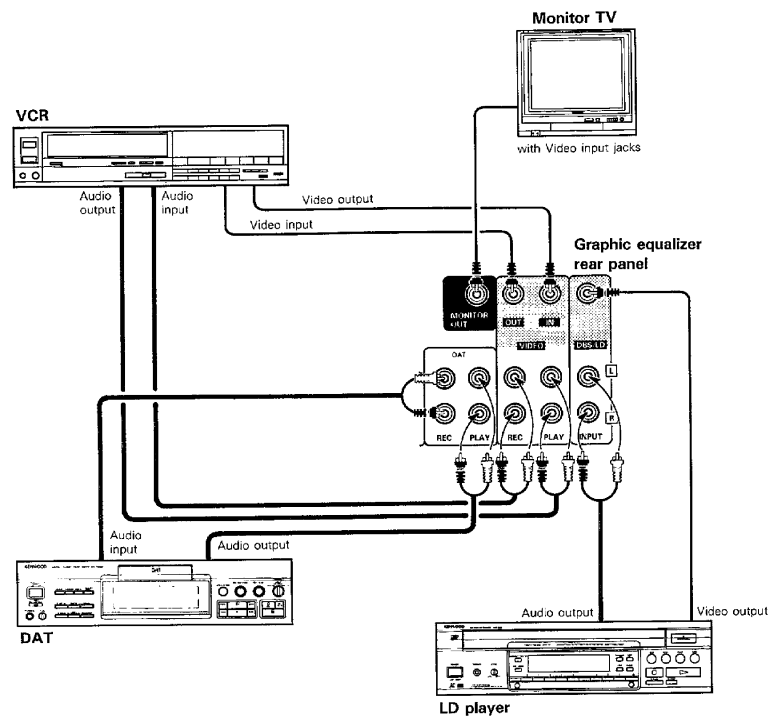 Monitor TV
with Video input jacks
VCR
Audio
output
Audio
input
Video output
Video input
Graphic equalizer
rear panel
MONITOR
OUT
OUT
IN
VIDEO
DBS/LD
DAT
L
R
REC
PLAY
REC
PLAY
INPUT
Audio
input
Audio output
KENWOOD
DAT
DAT
Audio output
Video output
KENWOOD
LD player